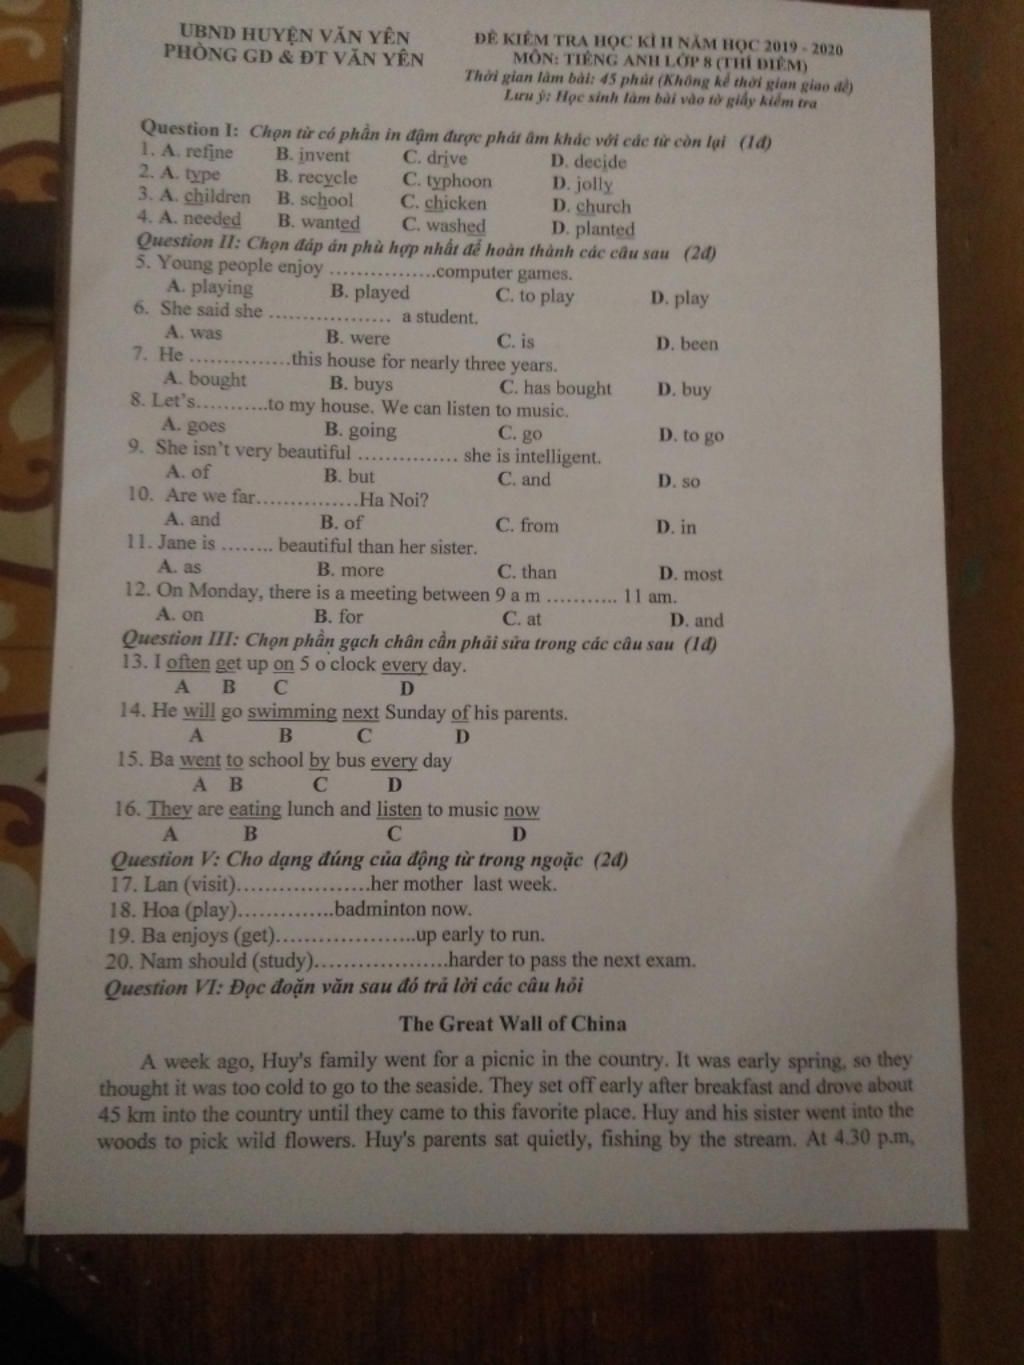 UBND HUYỆN VĂN YÊN
PHÒNG GD & ĐT VĂN YÊN
ĐỀ KIỂM TRA HỌC KÌ II NĂM HỌC 2019 - 2020
MÔN: TIẾNG ANH LỚP 8 (THÍ ĐIỂM)
Thời gian làm bài: 45 phút (Không kể thời gian giao đề)
Lưu ý: Học sinh làm bài vào tờ giấy kiểm tra
Question I: Chọn từ có phần in đậm được phát âm khác với các từ còn lại (1đ)
1. A. refine B. invent C. drive D. decide
2. A. type B. recycle C. typhoon D. jolly
3. A. children B. school C. chicken D. church
4. A. needed B. wanted C. washed D. planted
Question II: Chọn đáp án phù hợp nhất để hoàn thành các câu sau (2đ)
5. Young people enjoy ................computer games.
A. playing B. played C. to play D. play
6. She said she .................. a student.
A. was B. were C. is D. been
7. He ...............this house for nearly three years.
A. bought B. buys C. has bought D. buy
8. Let's...........to my house. We can listen to music.
A. goes B. going C. go D. to go
9. She isn't very beautiful ............... she is intelligent.
A. of B. but C. and D. so
10. Are we far...............Ha Noi?
A. and B. of C. from D. in
11. Jane is ........ beautiful than her sister.
A. as B. more C. than D. most
12. On Monday, there is a meeting between 9 a m ........... 11 am.
A. on B. for C. at D. and
Question III: Chọn phần gạch chân cần phải sửa trong các câu sau (1đ)
13. I often get up on 5 o clock every day.
A B C D
14. He will go swimming next Sunday of his parents.
A B C D
15. Ba went to school by bus every day
A B C D
16. They are eating lunch and listen to music now
A B C D
Question V: Cho dạng đúng của động từ trong ngoặc (2đ)
17. Lan (visit)....................her mother last week.
18. Hoa (play)..............badminton now.
19. Ba enjoys (get).....................up early to run.
20. Nam should (study)....................harder to pass the next exam.
Question VI: Đọc đoạn văn sau đó trả lời các câu hỏi
The Great Wall of China
A week ago, Huy's family went for a picnic in the country. It was early spring, so they
thought it was too cold to go to the seaside. They set off early after breakfast and drove about
45 km into the country until they came to this favorite place. Huy and his sister went into the
woods to pick wild flowers. Huy's parents sat quietly, fishing by the stream. At 4.30 p.m,